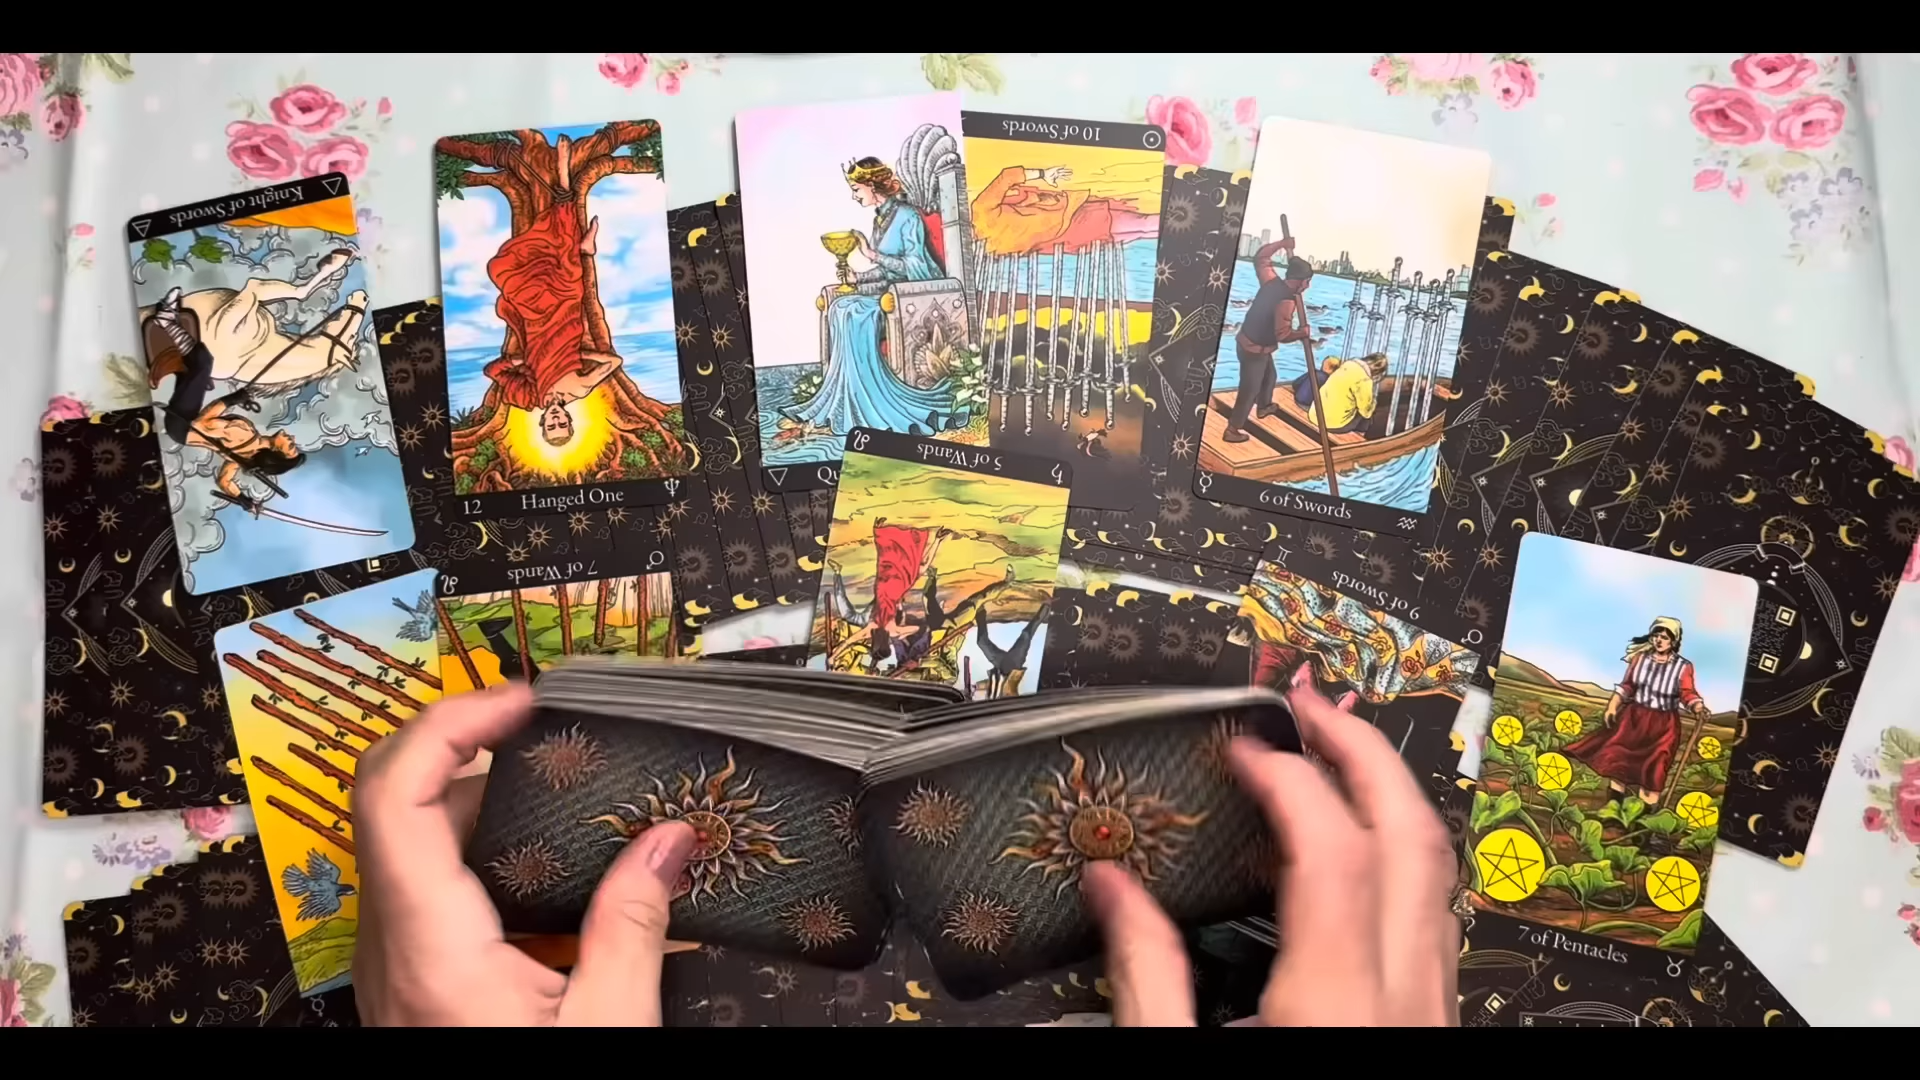 Knight of Swords
12 Hanged One
Qu
10 of Swords
6 of Swords
5 of Wands
7 of Wands
9 of Swords
7 of Pentacles